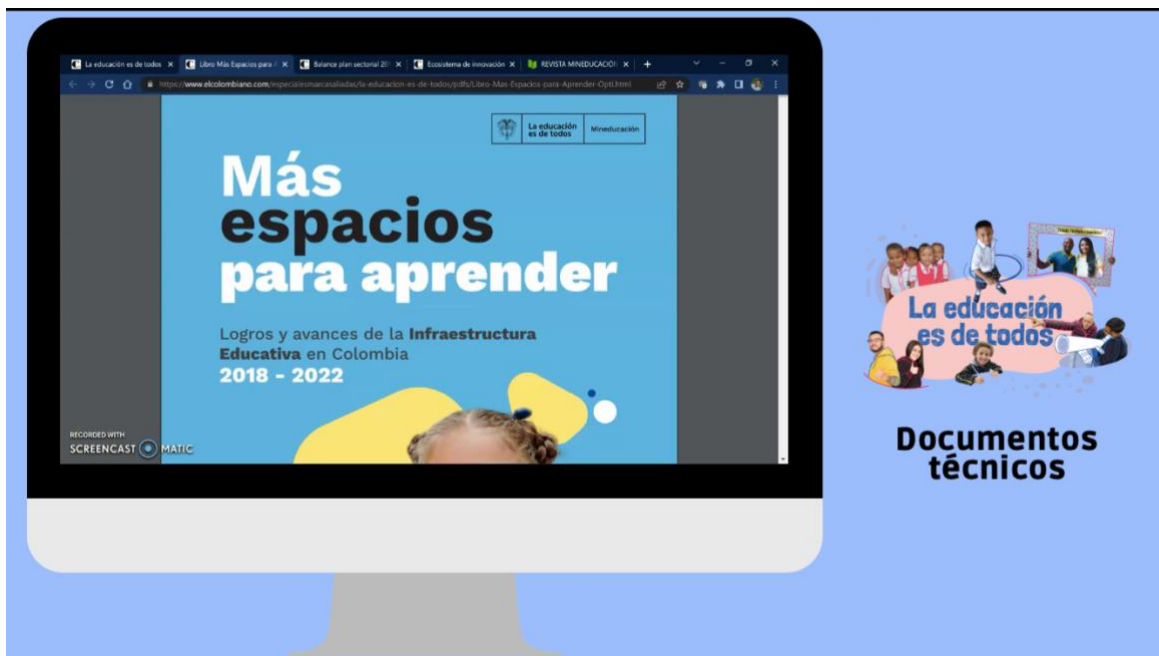 La educación es de todos
Libro Más Espacios para
Balance plan sectorial
Ecosistema de innovación
REVISTA MINEDUCACIÓN
https://www.elcolombiano.com/especialesmarcasaliadas/la-educacion-es-de-todos/pdfs/Libro-Mas-Espacios-para-Aprender-Opti.html
La educación
es de todos
Mineducación
Más
espacios
para aprender
Logros y avances de la Infraestructura
Educativa en Colombia
2018 - 2022
RECORDED WITH
SCREENCAST MATIC
La educación
es de todos
Documentos
técnicos